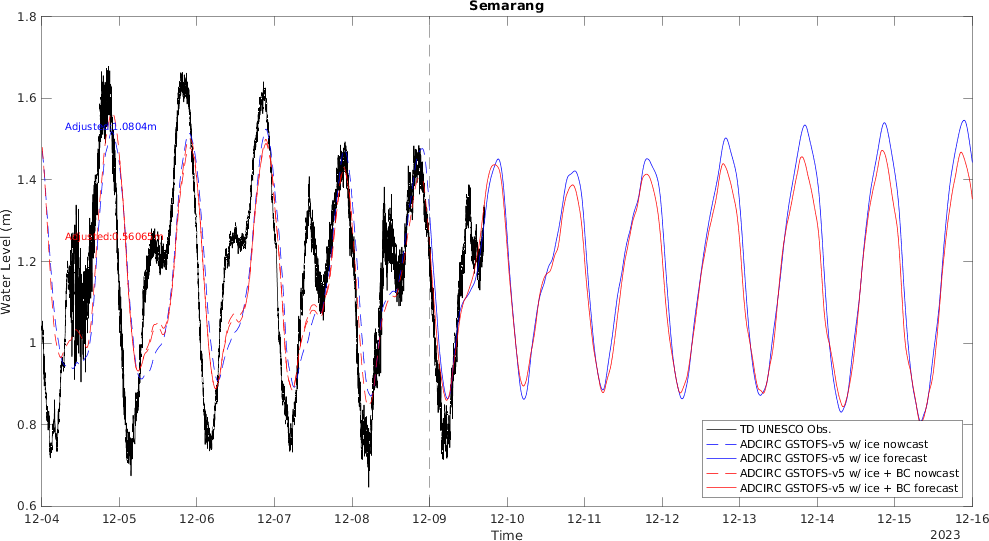 Semarang
1.8
1.6
1.4
1.2
1
0.8
0.6
Water Level (m)
Adjusted:1.0804m
Adjusted:0.56065m
TD UNESCO Obs.
ADCIRC GSTOFS-v5 w/ ice nowcast
ADCIRC GSTOFS-v5 w/ ice forecast
ADCIRC GSTOFS-v5 w/ ice + BC nowcast
ADCIRC GSTOFS-v5 w/ ice + BC forecast
12-04 12-05 12-06 12-07 12-08 12-09 12-10 12-11 12-12 12-13 12-14 12-15 12-16
Time
2023